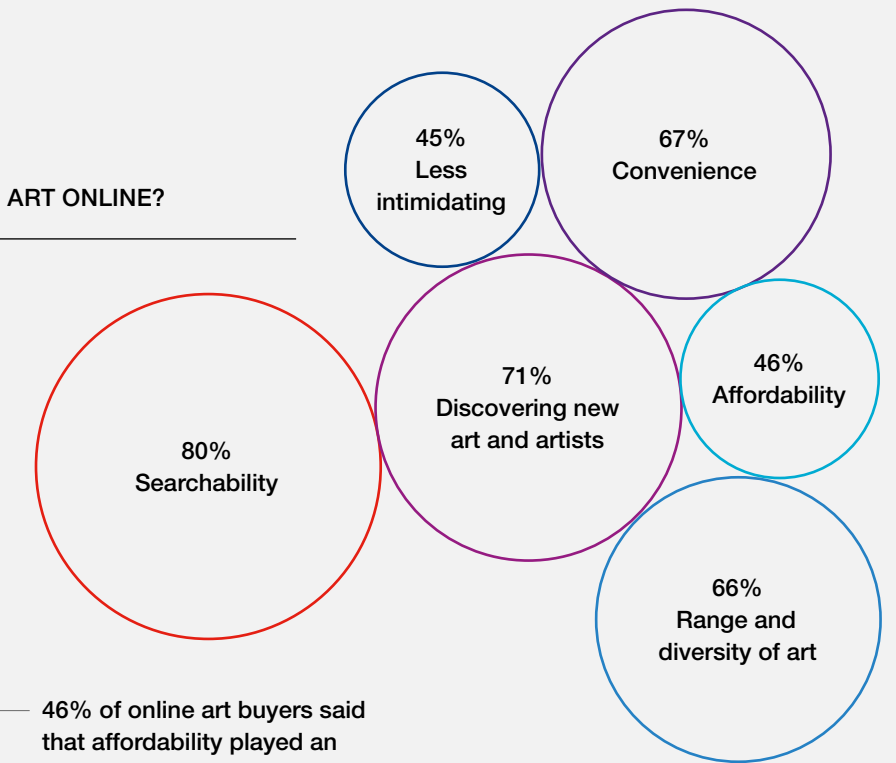 ART ONLINE?
45%
Less
intimidating
67%
Convenience
71%
Discovering new
art and artists
46%
Affordability
80%
Searchability
66%
Range and
diversity of art
46% of online art buyers said
that affordability played an